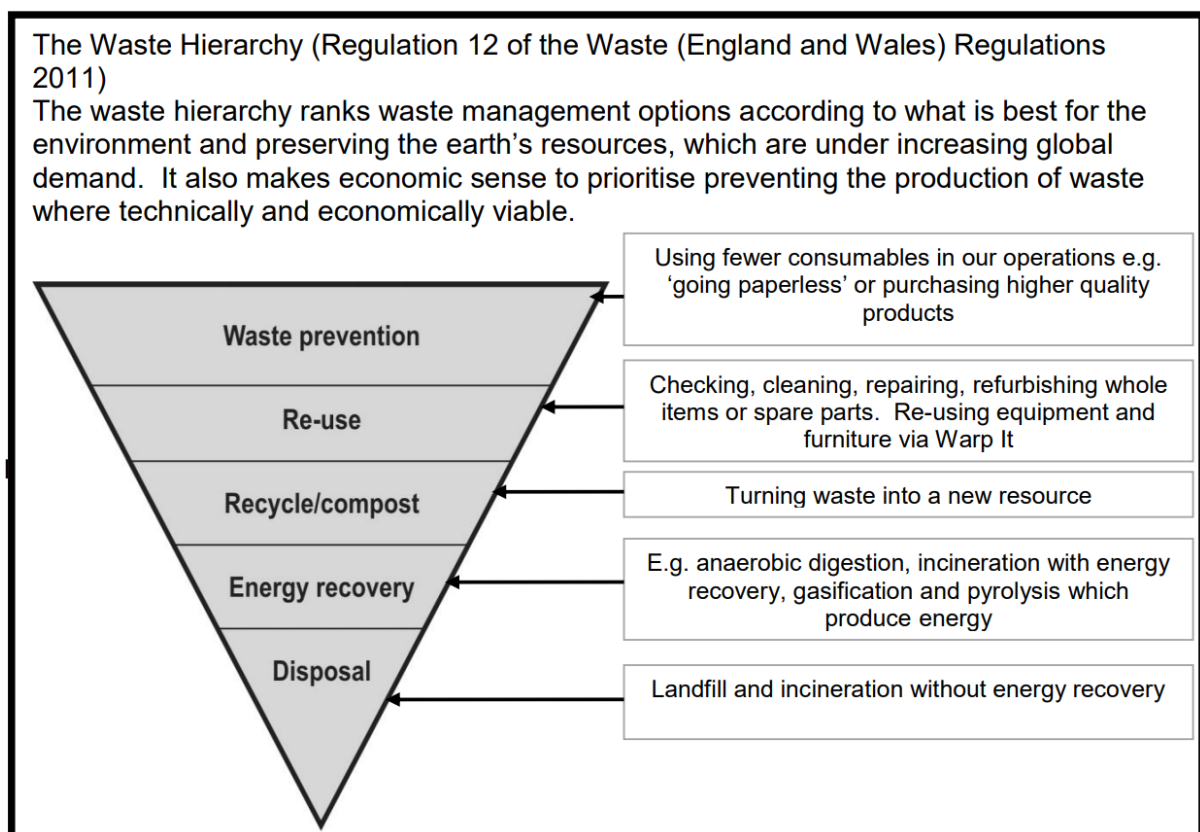 The Waste Hierarchy (Regulation 12 of the Waste (England and Wales) Regulations
2011)
The waste hierarchy ranks waste management options according to what is best for the
environment and preserving the earth’s resources, which are under increasing global
demand.  It also makes economic sense to prioritise preventing the production of waste
where technically and economically viable.
Waste prevention
Using fewer consumables in our operations e.g.
‘going paperless’ or purchasing higher quality
products
Re-use
Checking, cleaning, repairing, refurbishing whole
items or spare parts.  Re-using equipment and
furniture via Warp It
Recycle/compost
Turning waste into a new resource
Energy recovery
E.g. anaerobic digestion, incineration with energy
recovery, gasification and pyrolysis which
produce energy
Disposal
Landfill and incineration without energy recovery